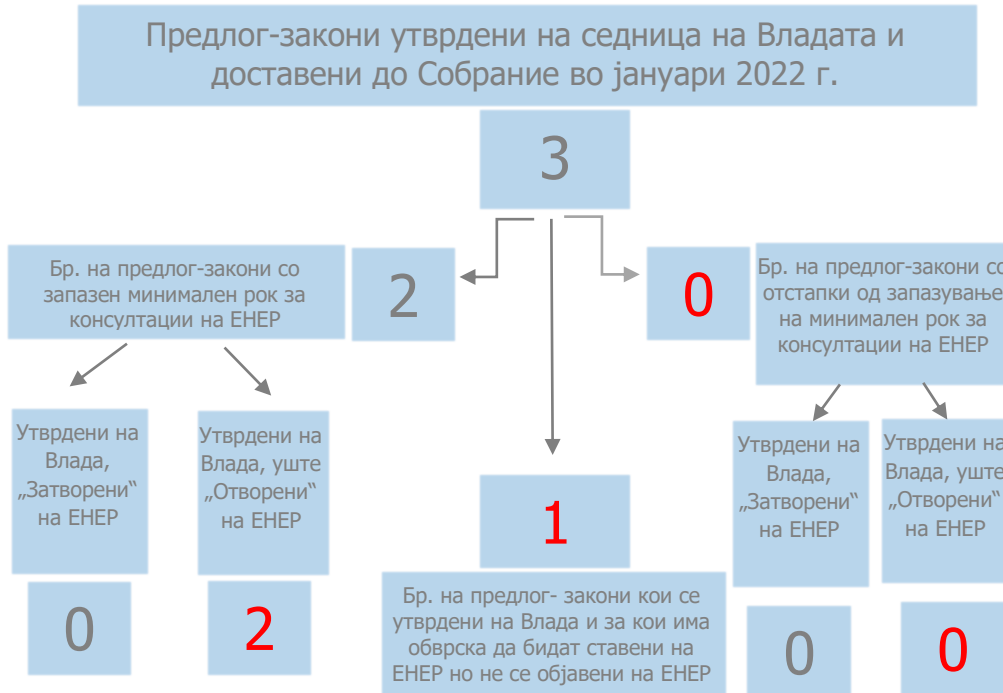 Предлог-закони утврдени на седница на Владата и
доставени до Собрание во јануари 2022 г.
3
Бр. на предлог-закони со
запазен минимален рок за
консултации на ЕНЕР
2
0
Бр. на предлог-закони со
отстапки од запазување
на минимален рок за
консултации на ЕНЕР
Утврдени на
Влада,
„Затворени“
на ЕНЕР
Утврдени на
Влада, уште
„Отворени“
на ЕНЕР
0
2
1
Бр. на предлог- закони кои се
утврдени на Влада и за кои има
обврска да бидат ставени на
ЕНЕР но не се објавени на ЕНЕР
Утврдени на
Влада,
„Затворени“
на ЕНЕР
Утврдени на
Влада, уште
„Отворени“
на ЕНЕР
0
0